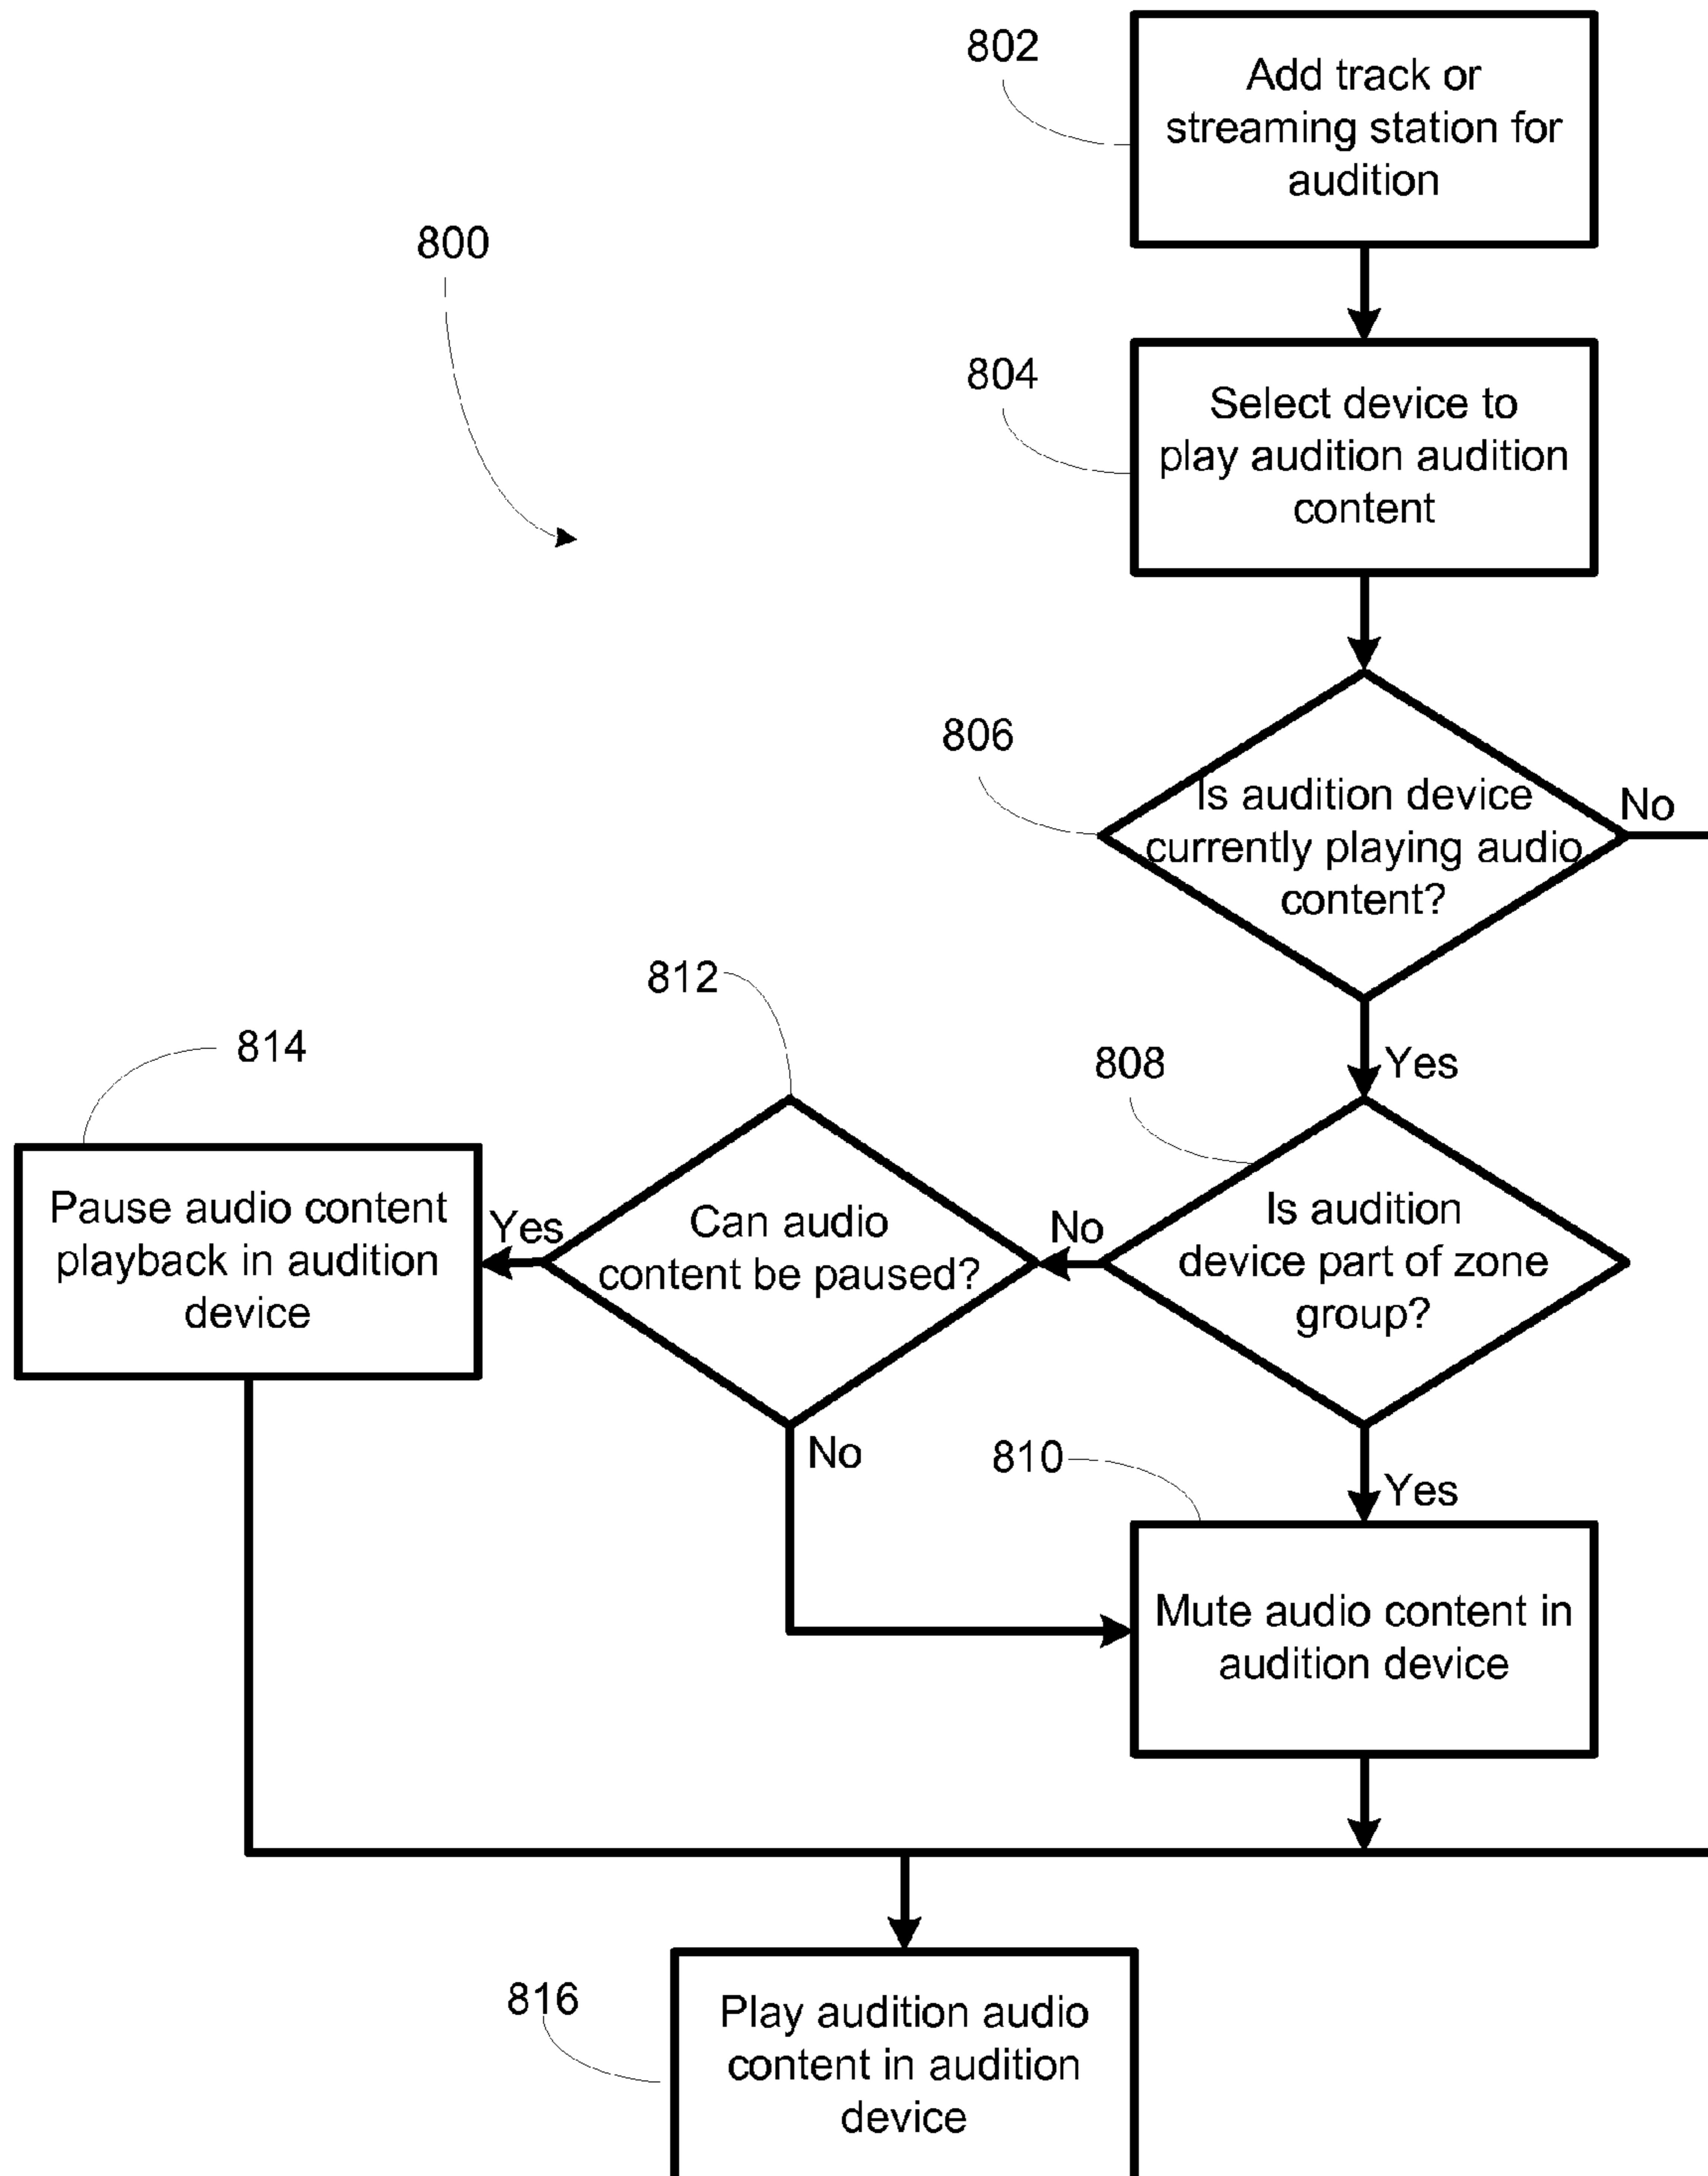 802
Add track or
streaming station for
audition
800
804
Select device to
play audition audition
content
806
Is audition device
currently playing audio
content?
No
Yes
812
814
808
Pause audio content
playback in audition
device
Yes
Can audio
content be paused?
No
Is audition
device part of zone
group?
No
810
Yes
Mute audio content in
audition device
816
Play audition audio
content in audition
device